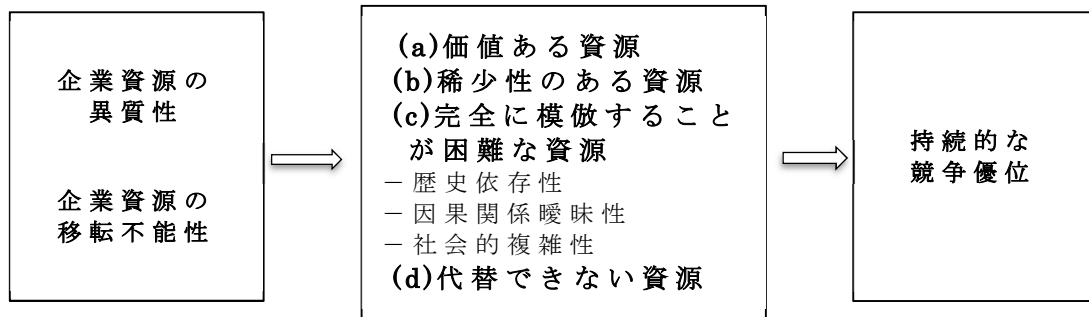 企業資源の
異質性
企業資源の
移転不能性
(a)価値ある資源
(b)稀少性のある資源
(c)完全に模倣すること
が困難な資源
－歴史依存性
－因果関係曖昧性
－社会的複雑性
(d)代替できない資源
持続的な
競争優位